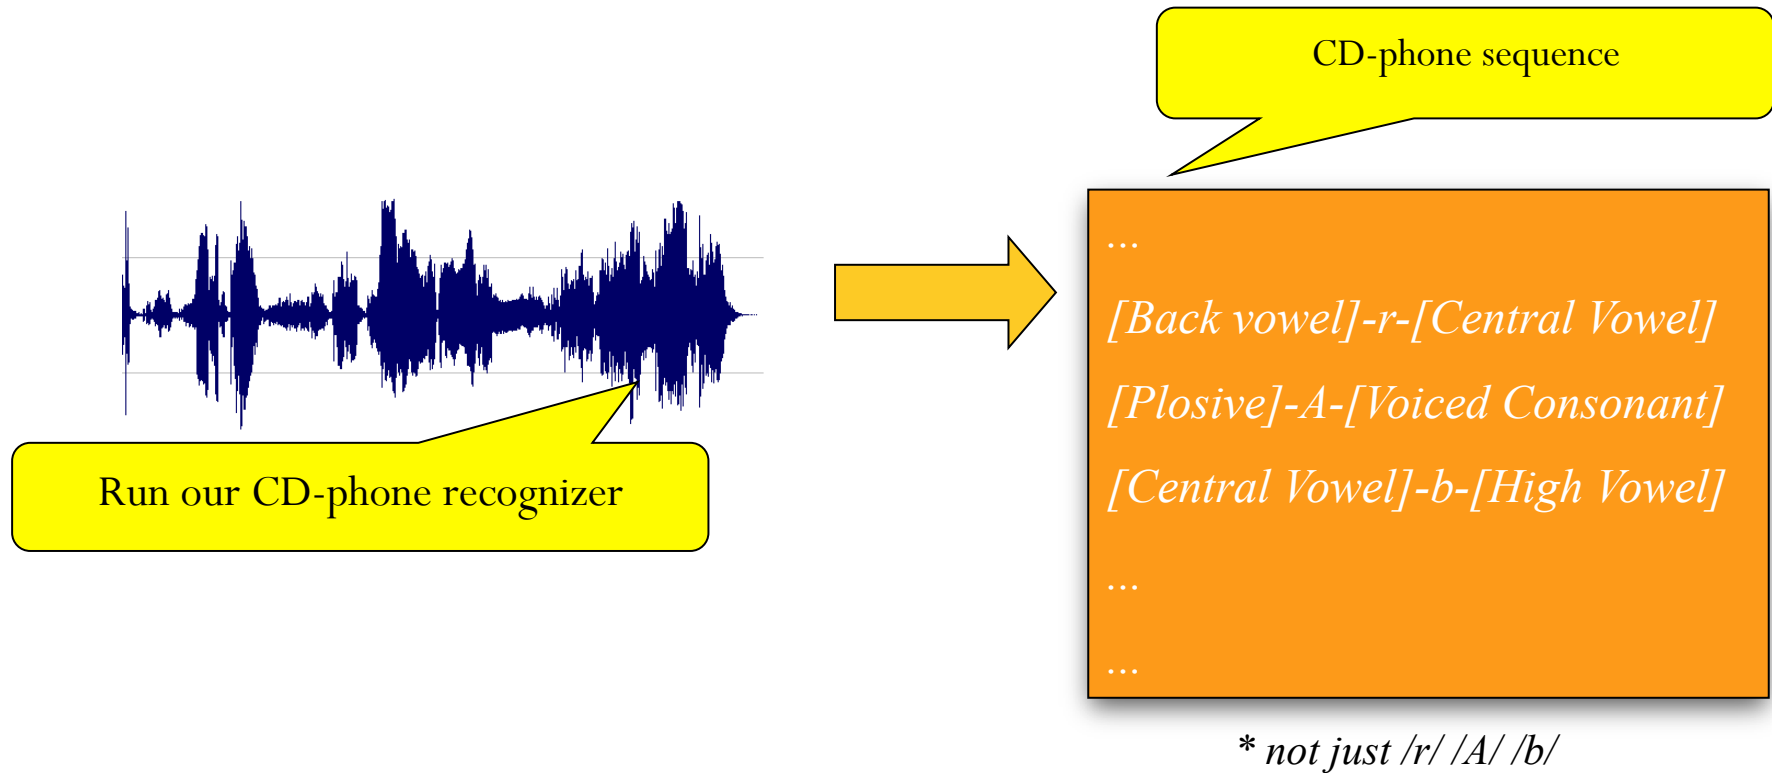 CD-phone sequence
Run our CD-phone recognizer
...
[Back vowel]-r-[Central Vowel]
[Plosive]-A-[Voiced Consonant]
[Central Vowel]-b-[High Vowel]
...
...
* not just /r/ /A/ /b/